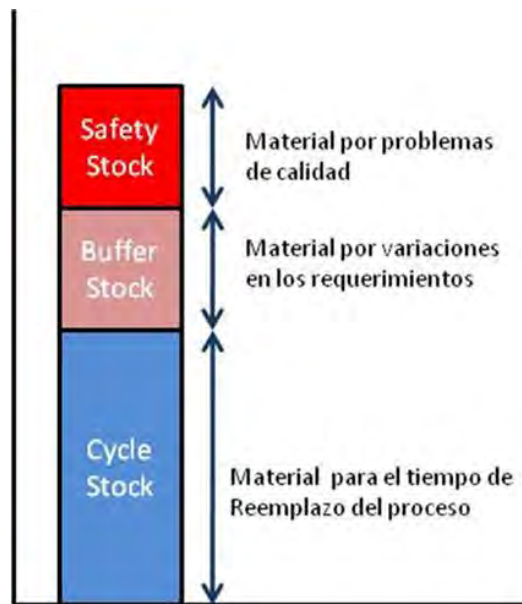 Safety
Stock
Material por problemas
de calidad
Buffer
Stock
Material por variaciones
en los requerimientos
Cycle
Stock
Material para el tiempo de
Reemplazo del proceso